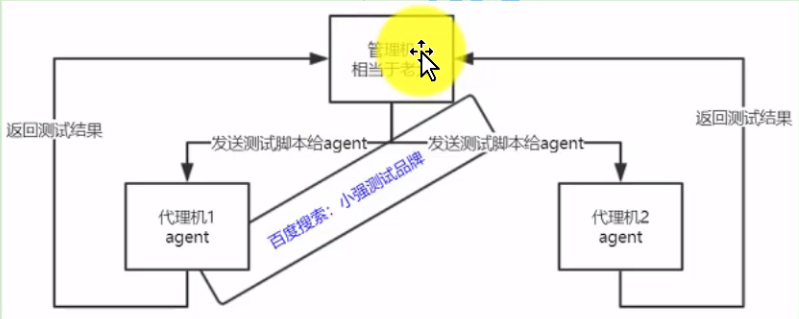 管理机
相当于老
返回测试结果
返回测试结果
发送测试脚本给agent
发送测试脚本给agent
百度搜索：小强测试品牌
代理机1
agent
代理机2
agent